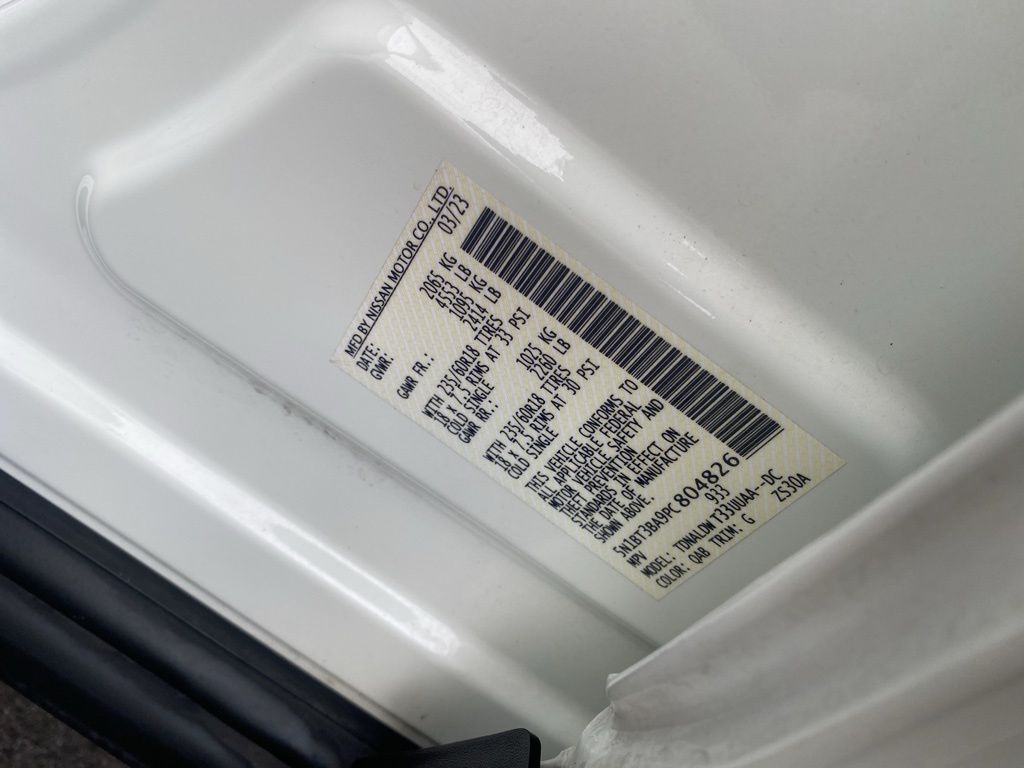 MFD BY NISSAN MOTOR CO., LTD.
DATE: 03/23
GVWR: 2065 KG
4553 LB
GAWR FR.: 1095 KG
2414 LB
WITH 235/60R18 TIRES
18 X 7.5 RIMS AT 33 PSI
COLD SINGLE
GAWR RR.: 1025 KG
2260 LB
WITH 235/60R18 TIRES
18 X 7.5 RIMS AT 30 PSI
COLD SINGLE
THIS VEHICLE CONFORMS TO
ALL APPLICABLE FEDERAL
MOTOR VEHICLE SAFETY AND
THEFT PREVENTION
STANDARDS IN EFFECT ON
THE DATE OF MANUFACTURE
SHOWN ABOVE.
5N1BT3BA9PC804826
MPV 933
MODEL: TDNALDWT33UUAA--DC
COLOR: QAB TRIM: G 7S30A